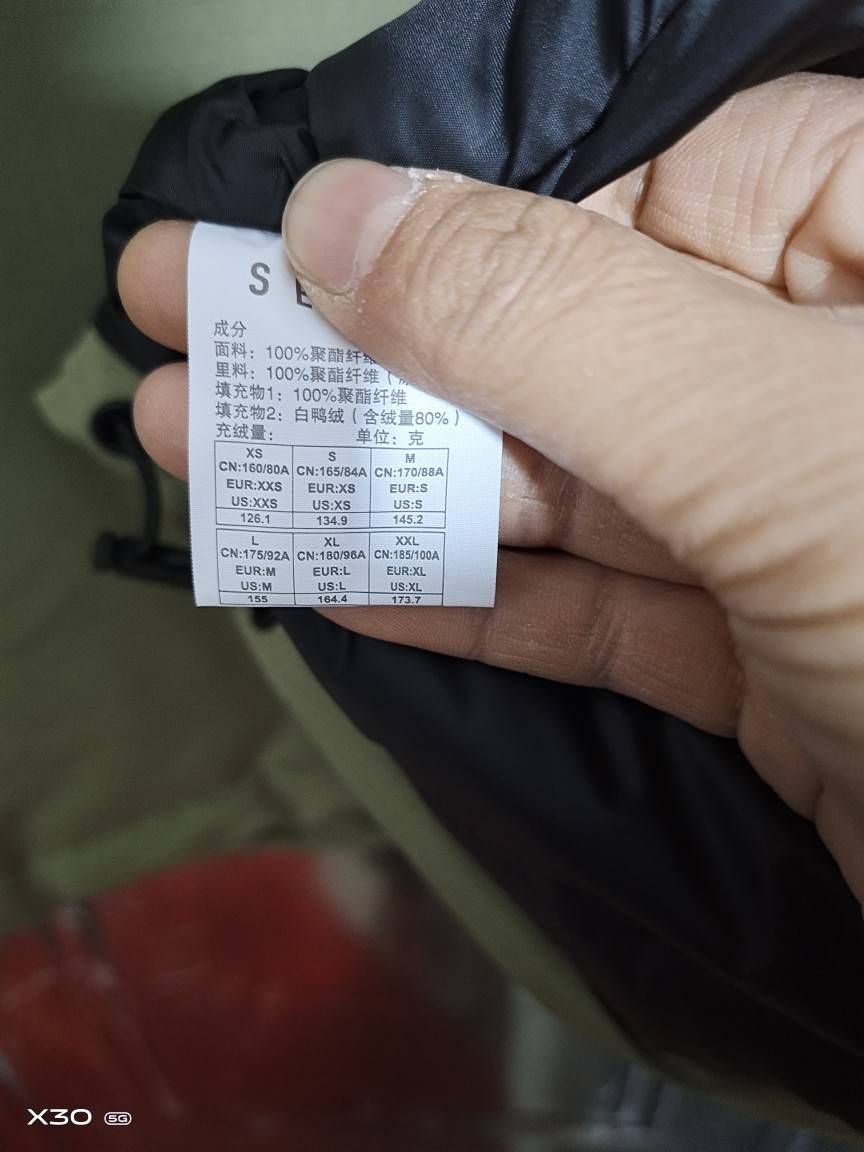 S E
成分
面料：100%聚酯纤维
里料：100%聚酯纤维（
填充物1：100%聚酯纤维
填充物2：白鸭绒（含绒量80%）
充绒量： 单位：克
XS S M
CN:160/80A CN:165/84A CN:170/88A
EUR:XXS EUR:XS EUR:S
US:XXS US:XS US:S
126.1 134.9 145.2
L XL XXL
CN:175/92A CN:180/96A CN:185/100A
EUR:M EUR:L EUR:XL
US:M US:L US:XL
155 164.4 173.7
X30 5G